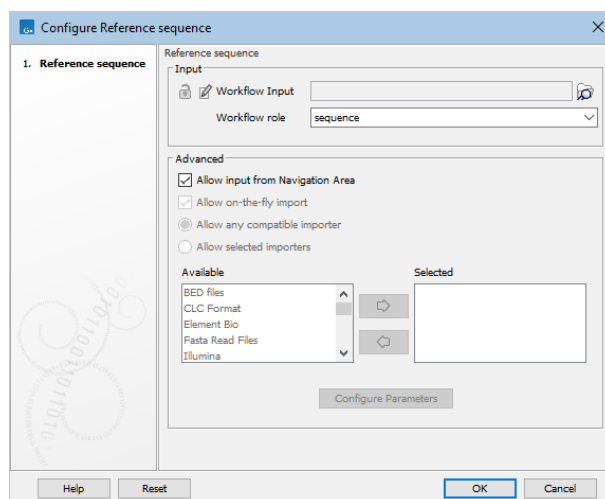 Configure Reference sequence
1. Reference sequence
Reference sequence
Input
Workflow Input
Workflow role sequence
Advanced
Allow input from Navigation Area
Allow on-the-fly import
Allow any compatible importer
Allow selected importers
Available Selected
BED files
CLC Format
Element Bio
Fasta Read Files
Illumina
Configure Parameters
Help Reset OK Cancel